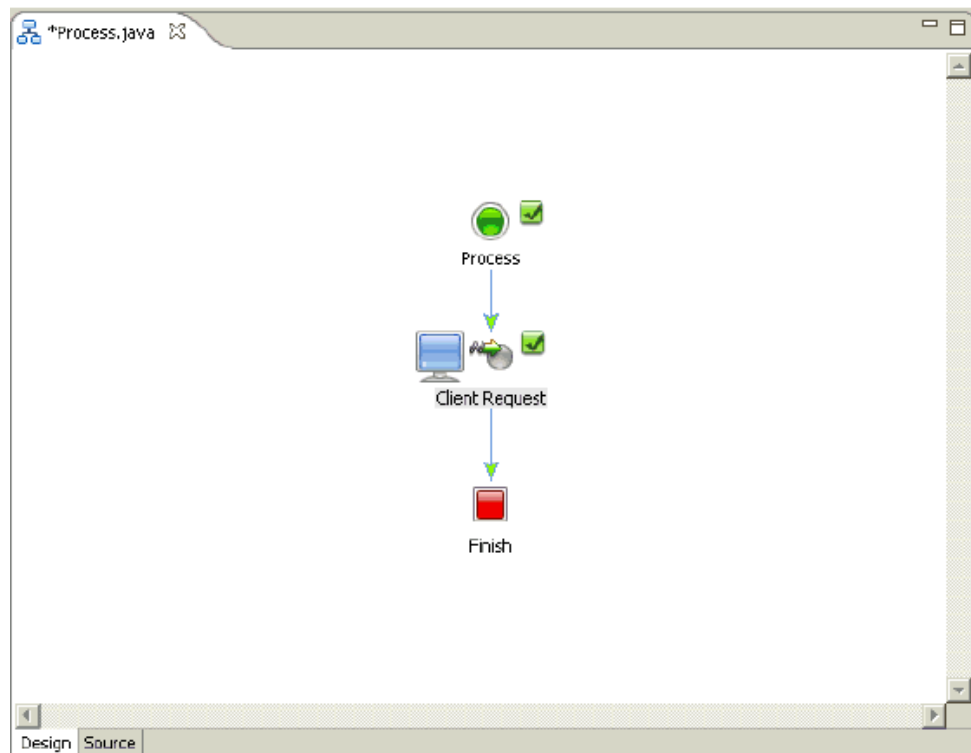 *Process.java
Process
Client Request
Finish
Design Source